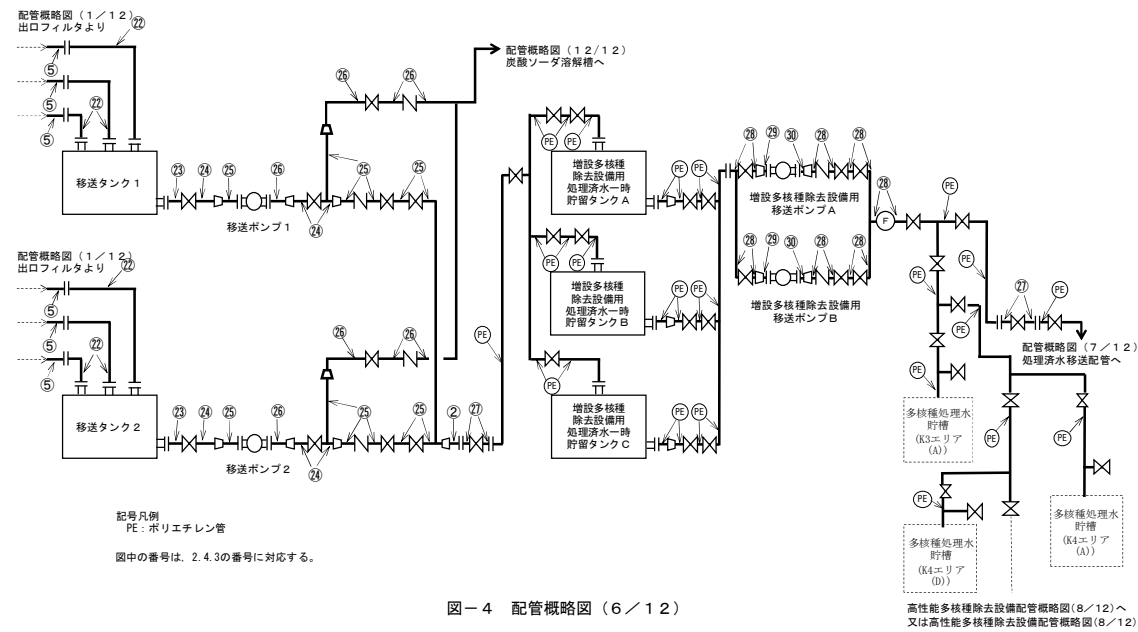 配管概略図（１/１２）
出口フィルタより
㉒
⑤
⑤
㉒
⑤
移送タンク１
㉓
㉔
㉕
㉖
移送ポンプ１
㉔
㉕
㉕
㉖
㉖
配管概略図（１２/１２）
炭酸ソーダ溶解槽へ
配管概略図（１/１２）
出口フィルタより
㉒
⑤
⑤
㉒
⑤
移送タンク２
㉓
㉔
㉕
㉖
移送ポンプ２
㉔
㉕
㉕
㉖
㉖
②
㉗
PE
PE
PE
増設多核種
除去設備用
処理済水一時
貯留タンクＡ
PE
PE
PE
PE
増設多核種
除去設備用
処理済水一時
貯留タンクＢ
PE
PE
PE
増設多核種
除去設備用
処理済水一時
貯留タンクＣ
PE
PE
㉘
㉙
㉚
㉘
㉘
増設多核種除去設備用
移送ポンプＡ
㉘
㉙
㉚
㉘
㉘
増設多核種除去設備用
移送ポンプＢ
㉘
F
PE
PE
PE
㉗
PE
配管概略図（７/１２）
処理済水移送配管へ
PE
PE
多核種処理水
貯槽
(K3エリア
(A))
PE
PE
PE
多核種処理水
貯槽
(K4エリア
(D))
多核種処理水
貯槽
(K4エリア
(A))
高性能多核種除去設備配管概略図(8/12)へ
又は高性能多核種除去設備配管概略図(8/12)
記号凡例
PE：ポリエチレン管
図中の番号は，2.4.3の番号に対応する。
図－４　配管概略図（６／１２）